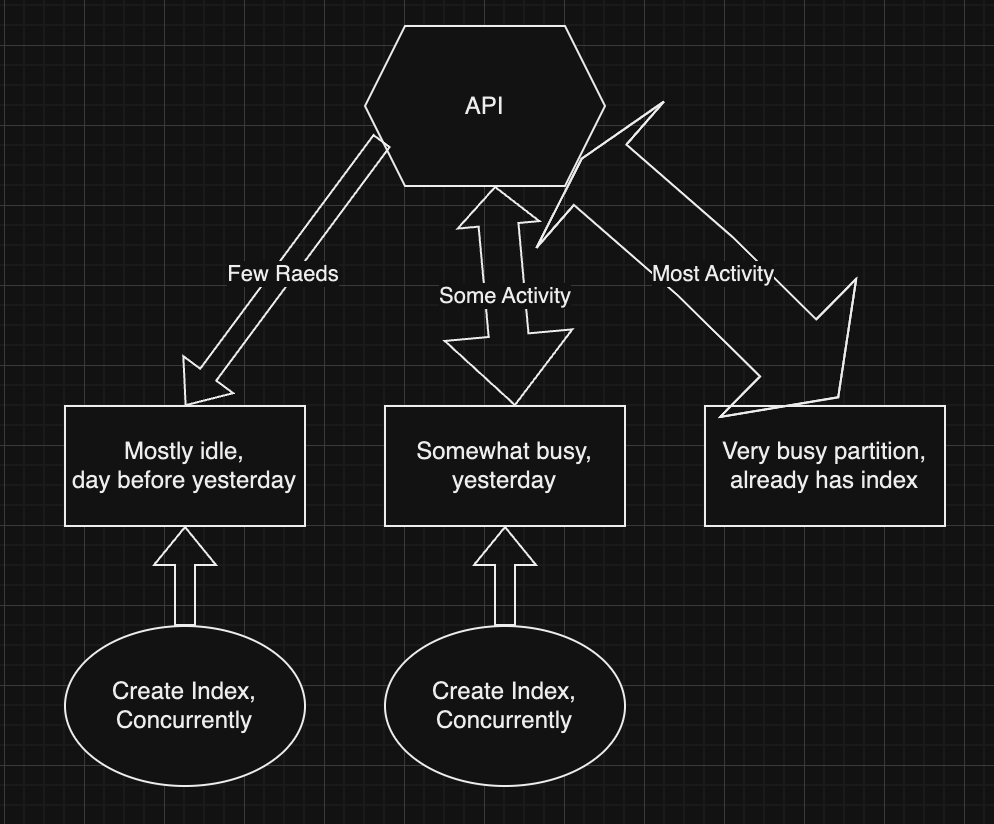 API
Few Raeds
Some Activity
Most Activity
Mostly idle,
day before yesterday
Somewhat busy,
yesterday
Very busy partition,
already has index
Create Index,
Concurrently
Create Index,
Concurrently